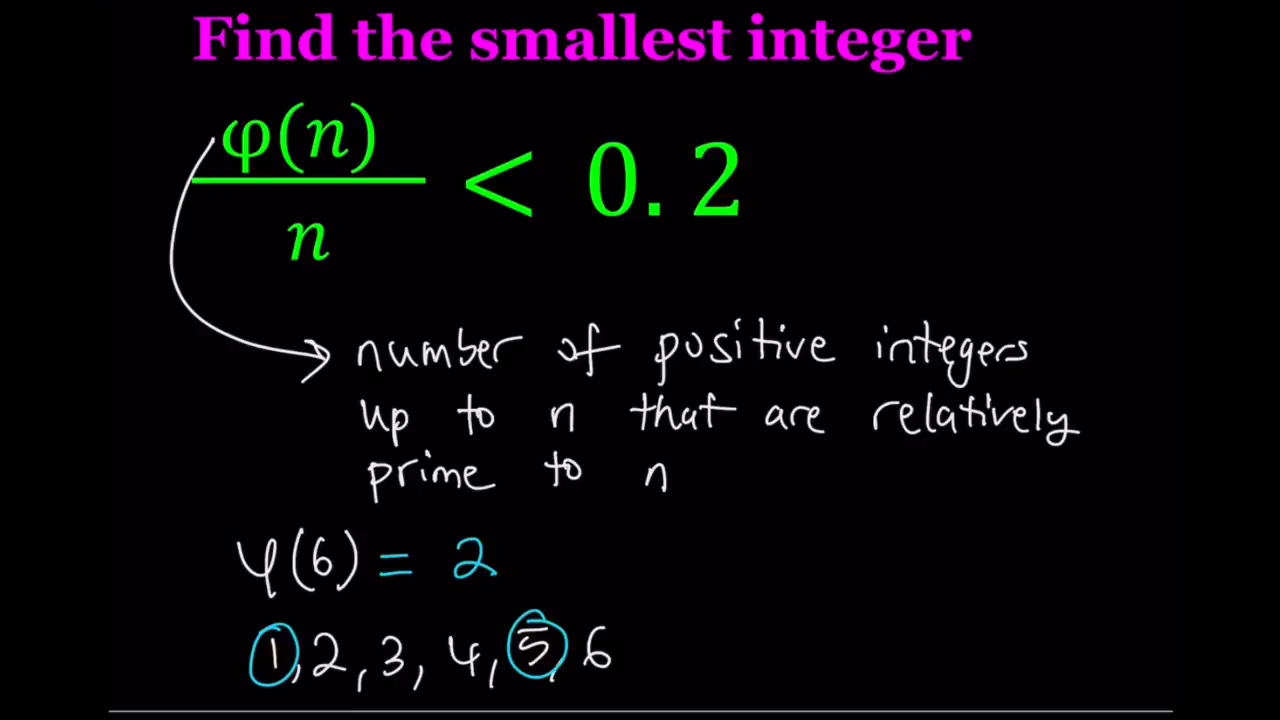 Find the smallest integer
φ(n)
n
< 0.2
number of positive integers
up to n that are relatively
prime to n
φ(6) = 2
1, 2, 3, 4, 5, 6